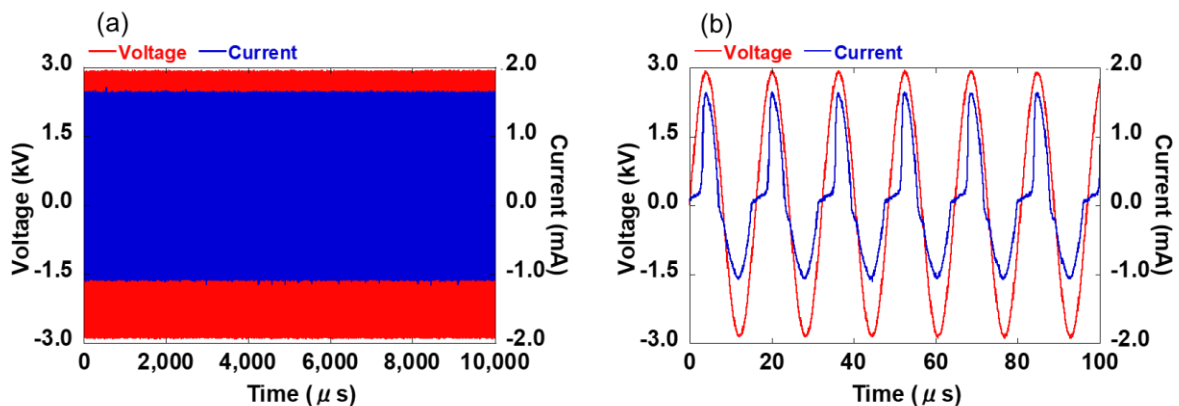 (a)
Voltage Current
3.0
1.5
0.0
-1.5
-3.0
Voltage (kV)
2.0
1.0
0.0
-1.0
-2.0
Current (mA)
0 2,000 4,000 6,000 8,000 10,000
Time (μs)
(b)
Voltage Current
3.0
1.5
0.0
-1.5
-3.0
Voltage (kV)
2.0
1.0
0.0
-1.0
-2.0
Current (mA)
0 20 40 60 80 100
Time (μs)